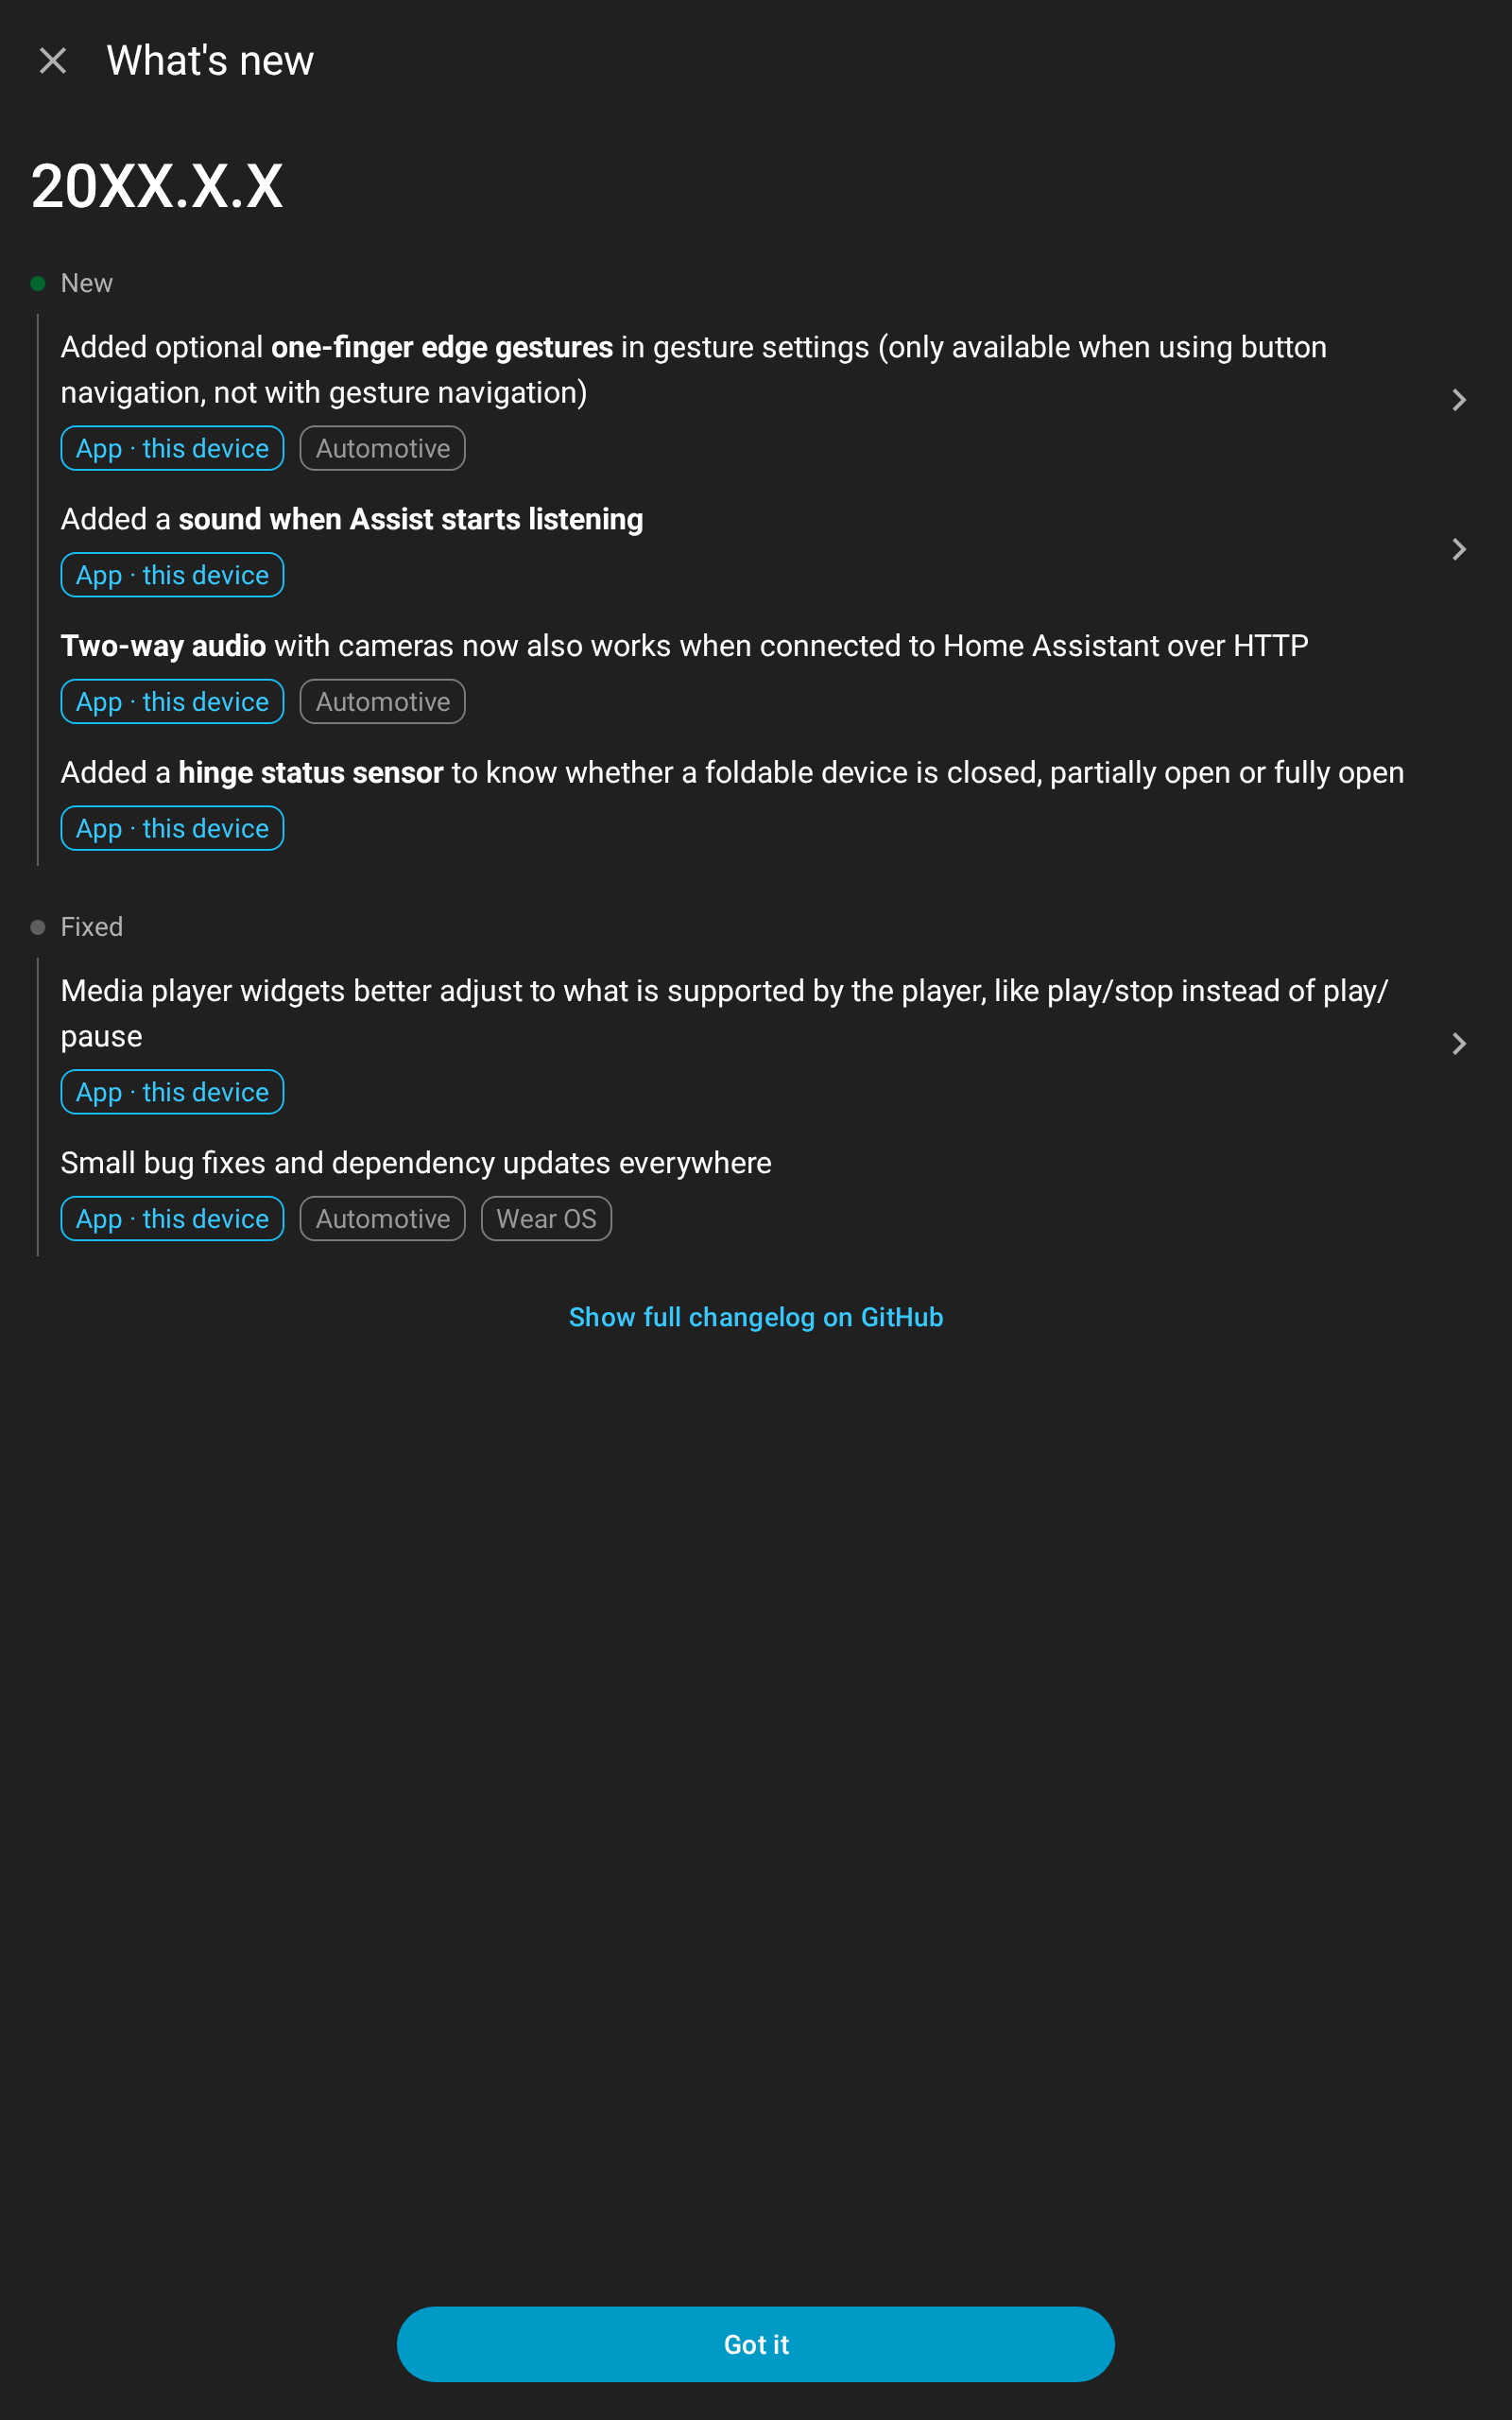 What's new
20XX.X.X
New
Added optional one-finger edge gestures in gesture settings (only available when using button
navigation, not with gesture navigation)
App · this device Automotive
Added a sound when Assist starts listening
App · this device
Two-way audio with cameras now also works when connected to Home Assistant over HTTP
App · this device Automotive
Added a hinge status sensor to know whether a foldable device is closed, partially open or fully open
App · this device
Fixed
Media player widgets better adjust to what is supported by the player, like play/stop instead of play/
pause
App · this device
Small bug fixes and dependency updates everywhere
App · this device Automotive Wear OS
Show full changelog on GitHub
Got it